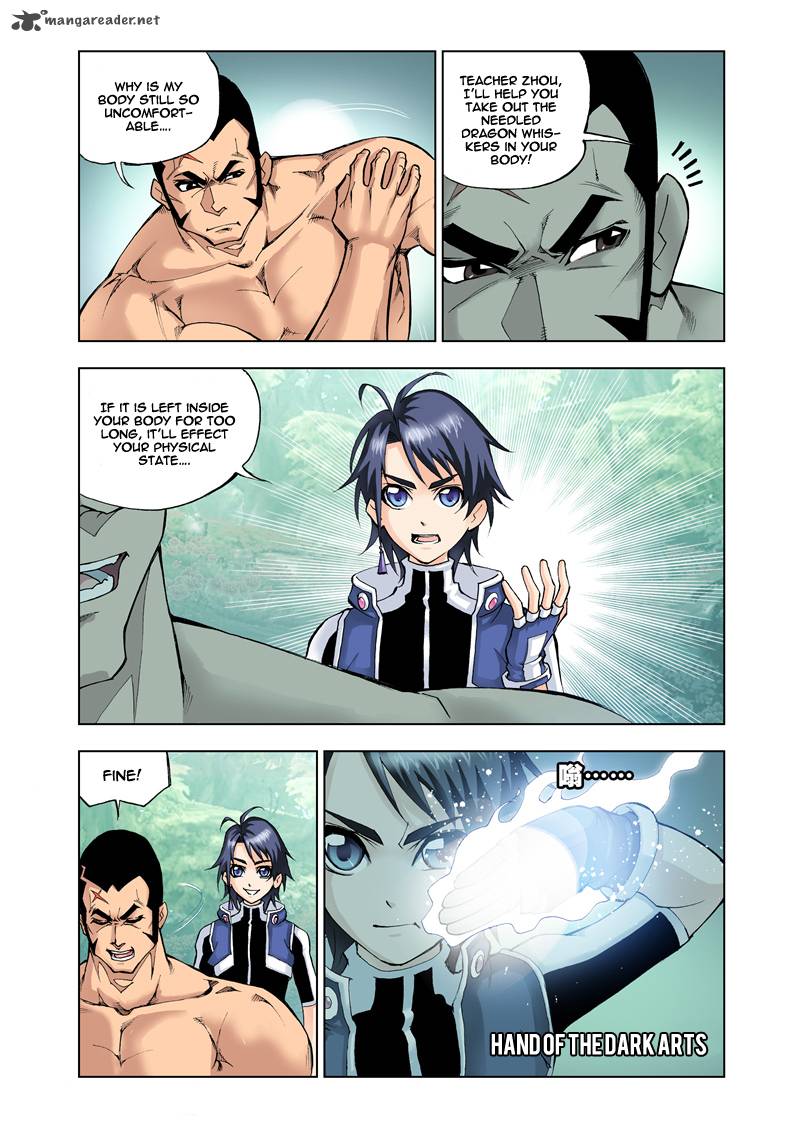 mangareader.net
WHY IS MY
BODY STILL SO
UNCOMFORT-
ABLE....
TEACHER ZHOU,
I'LL HELP YOU
TAKE OUT THE
NEEDLED
DRAGON WHIS-
KERS IN YOUR
BODY!
IF IT IS LEFT INSIDE
YOUR BODY FOR TOO
LONG, IT'LL EFFECT
YOUR PHYSICAL
STATE....
FINE!
嗡……
HAND OF THE DARK ARTS